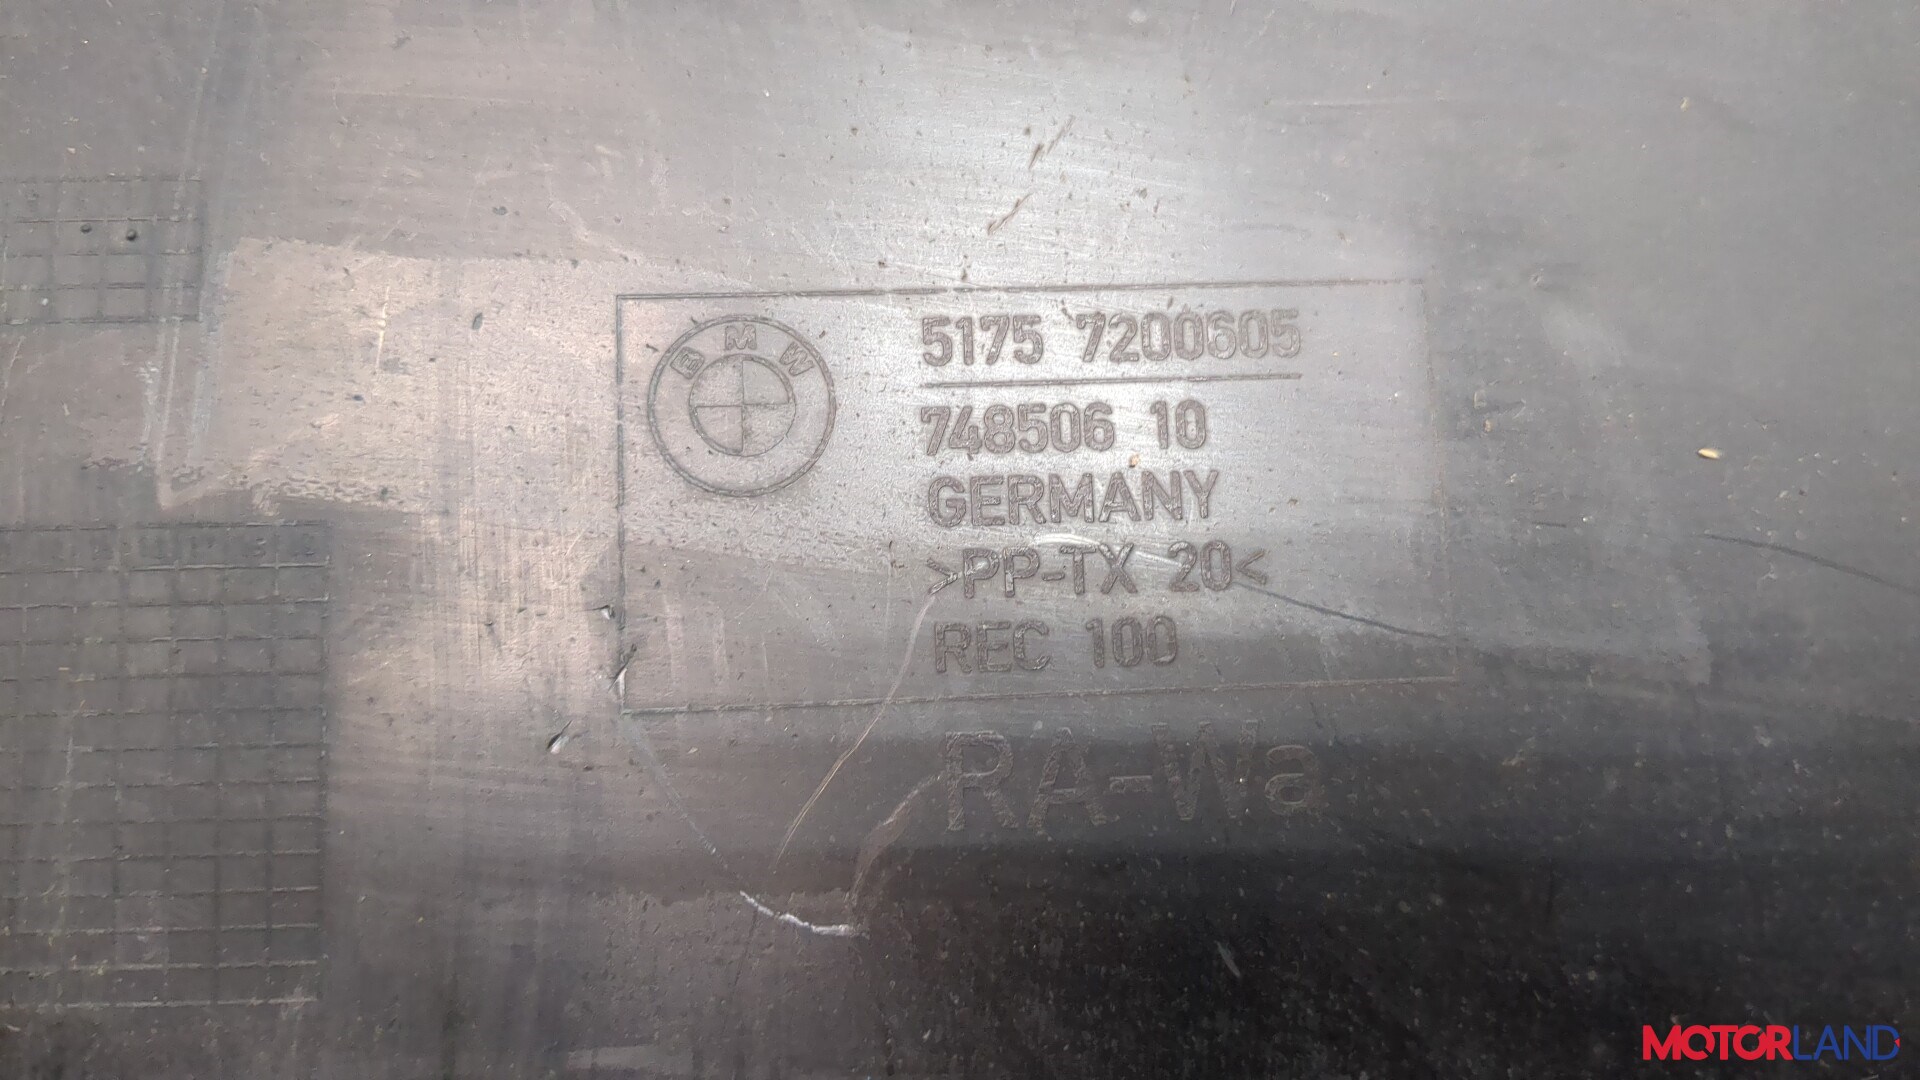 BMW
5175 7200605
748506 10
GERMANY
>PP-TX 20<
REC 100
RA-Wa
MOTORLAND